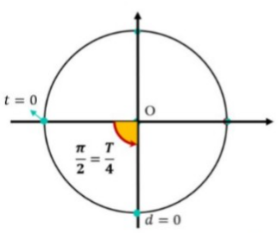 O
t = 0
π/2 = T/4
d = 0